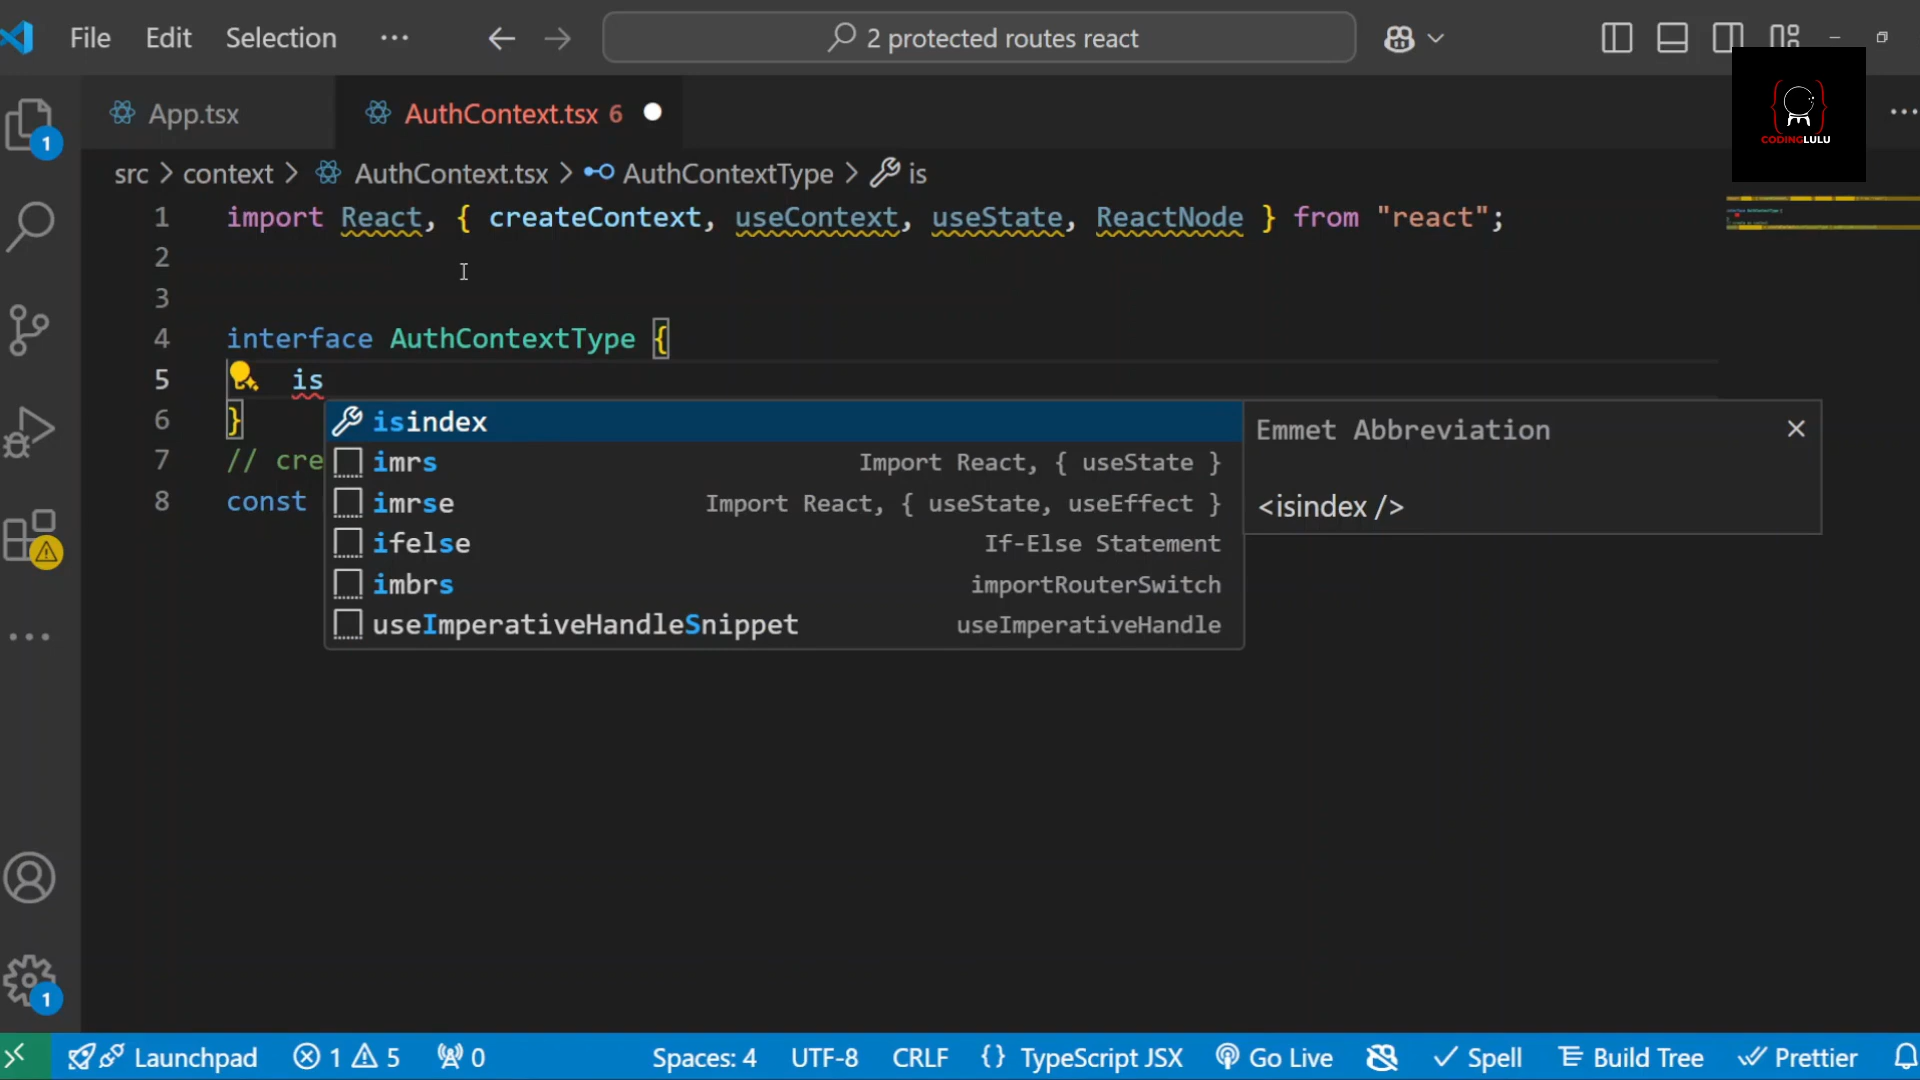 File Edit Selection ··· 2 protected routes react
CODINGLULU
App.tsx AuthContext.tsx 6
src > context > AuthContext.tsx > AuthContextType > is
1 import React, { createContext, useContext, useState, ReactNode } from "react";
2
3
4 interface AuthContextType {
5 is
6 }
7 // cre
8 const
isindex
imrs Import React, { useState }
imrse Import React, { useState, useEffect }
ifelse If-Else Statement
imbrs importRouterSwitch
useImperativeHandleSnippet useImperativeHandle
Emmet Abbreviation
<isindex />
1
1
Launchpad 1 5 0 Spaces: 4 UTF-8 CRLF {} TypeScript JSX Go Live Spell Build Tree Prettier